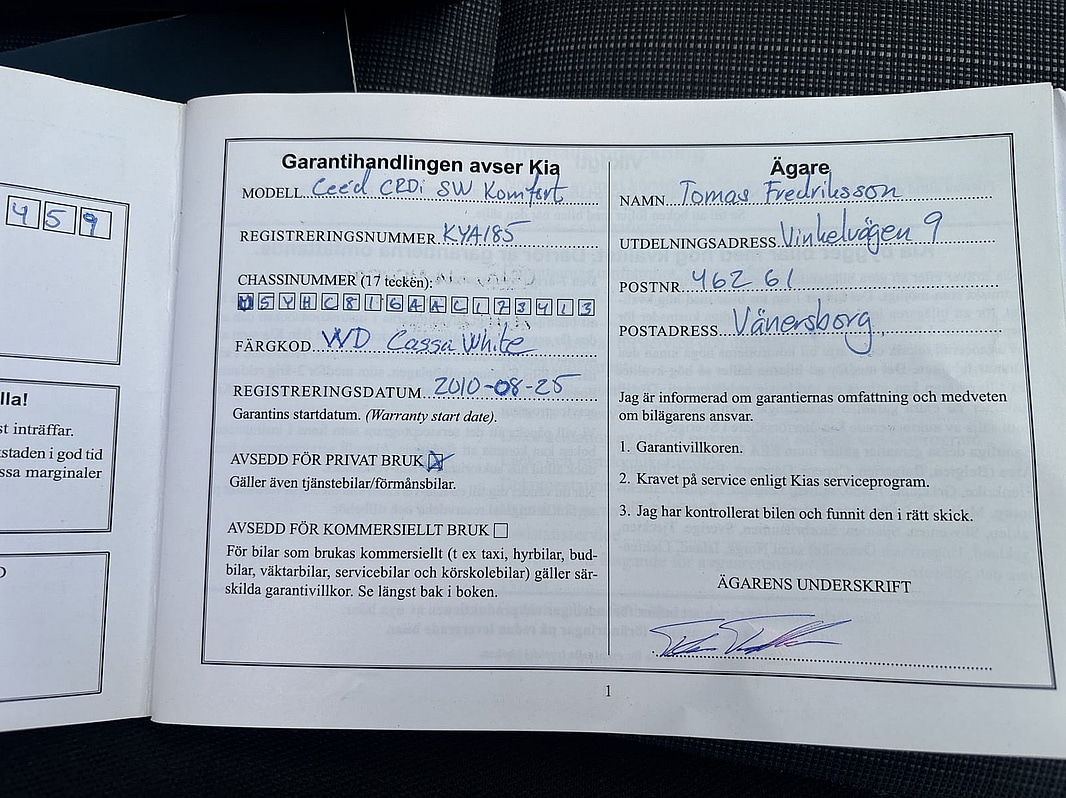 4 5 9
lla!
st inträffar.
kstaden i god tid
ssa marginaler
Garantihandlingen avser Kia
MODELL Cee'd CRDi SW Komfort
REGISTRERINGSNUMMER KYA185
CHASSINUMMER (17 tecken):
FÄRGKOD WD Cassa White
REGISTRERINGSDATUM 2010-08-25
Garantins startdatum. (Warranty start date).
AVSEDD FÖR PRIVAT BRUK ☒
Gäller även tjänstebilar/förmånsbilar.
AVSEDD FÖR KOMMERSIELLT BRUK ☐
För bilar som brukas kommersiellt (t ex taxi, hyrbilar, bud-
bilar, väktarbilar, servicebilar och körskolebilar) gäller sär-
skilda garantivillkor. Se längst bak i boken.
Ägare
NAMN Tomas Fredriksson
UTDELNINGSADRESS Vinkelvägen 9
POSTNR 462 61
POSTADRESS Vänersborg
Jag är informerad om garantiernas omfattning och medveten
om bilägarens ansvar.
1. Garantivillkoren.
2. Kravet på service enligt Kias serviceprogram.
3. Jag har kontrollerat bilen och funnit den i rätt skick.
ÄGARENS UNDERSKRIFT
1